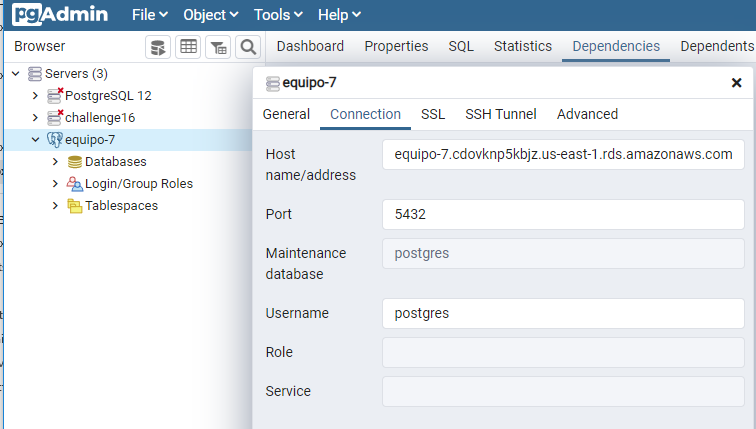 pgAdmin File Object Tools Help
Browser
Dashboard Properties SQL Statistics Dependencies Dependents
Servers (3)
PostgreSQL 12
challenge16
equipo-7
Databases
Login/Group Roles
Tablespaces
equipo-7
General Connection SSL SSH Tunnel Advanced
Host name/address
equipo-7.cdovknp5kbjz.us-east-1.rds.amazonaws.com
Port
5432
Maintenance database
postgres
Username
postgres
Role
Service